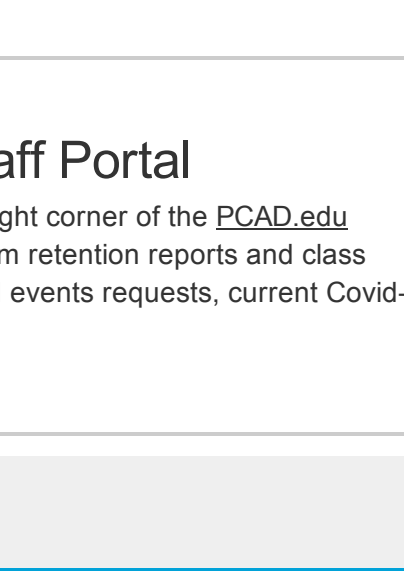 aff Portal
ght corner of the PCAD.edu
m retention reports and class
events requests, current Covid-